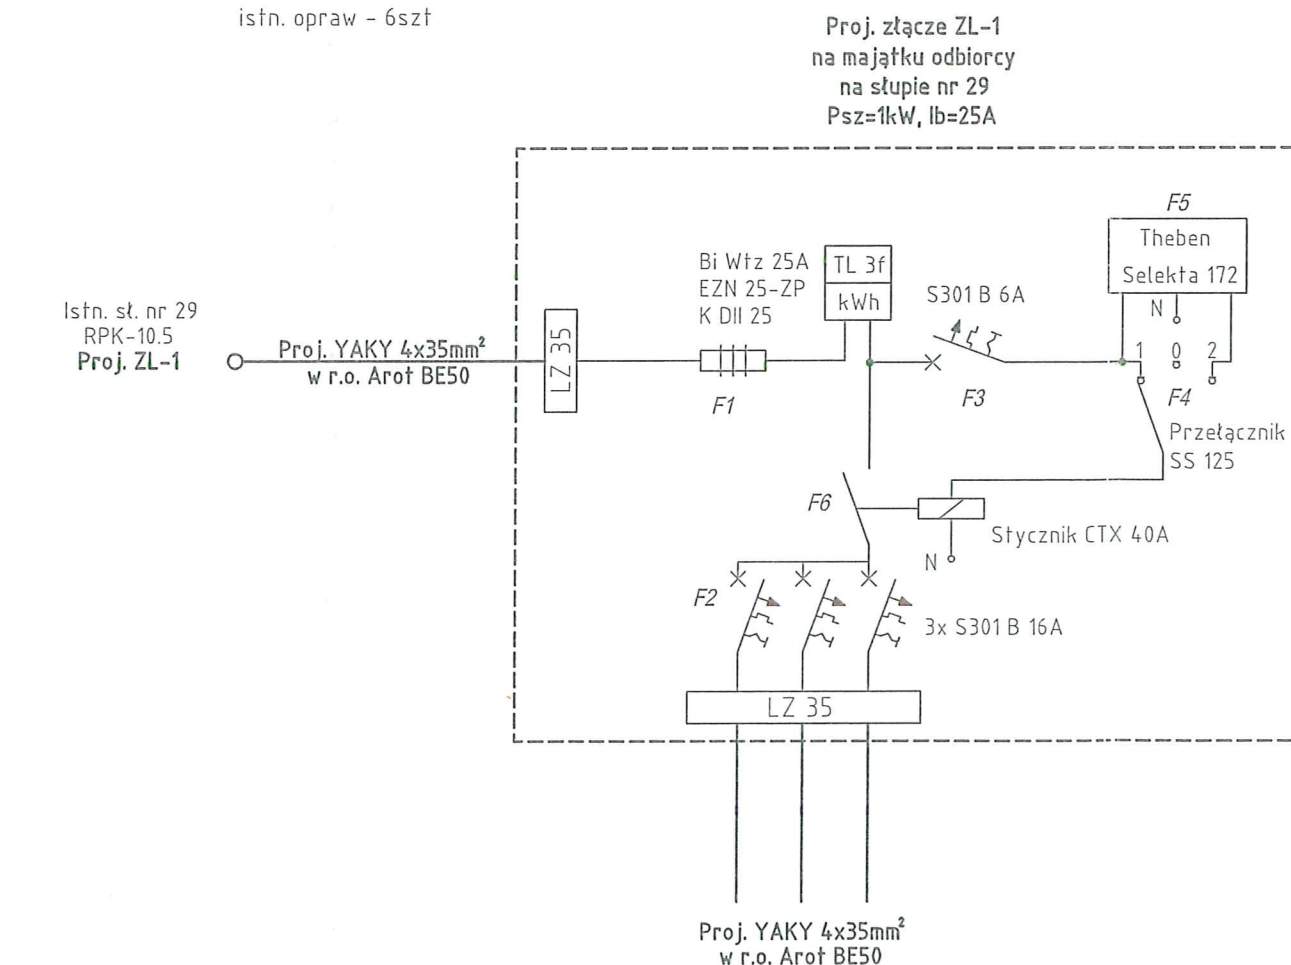 istn. opraw - 6szt
Proj. złącze ZL-1
na majątku odbiorcy
na słupie nr 29
Psz=1kW, Ib=25A
F5
Theben
Selekta 172
Bi Wtz 25A
EZN 25-ZP
K DII 25
TL 3f
kWh
S301 B 6A
N
Istn. sł. nr 29
RPK-10.5
Proj. ZL-1
Proj. YAKY 4x35mm²
w r.o. Arot BE50
LZ 35
F1
F3
1 0 2
F4
Przełącznik
SS 125
F6
Stycznik CTX 40A
N
F2
3x S301 B 16A
LZ 35
Proj. YAKY 4x35mm²
w r.o. Arot BE50